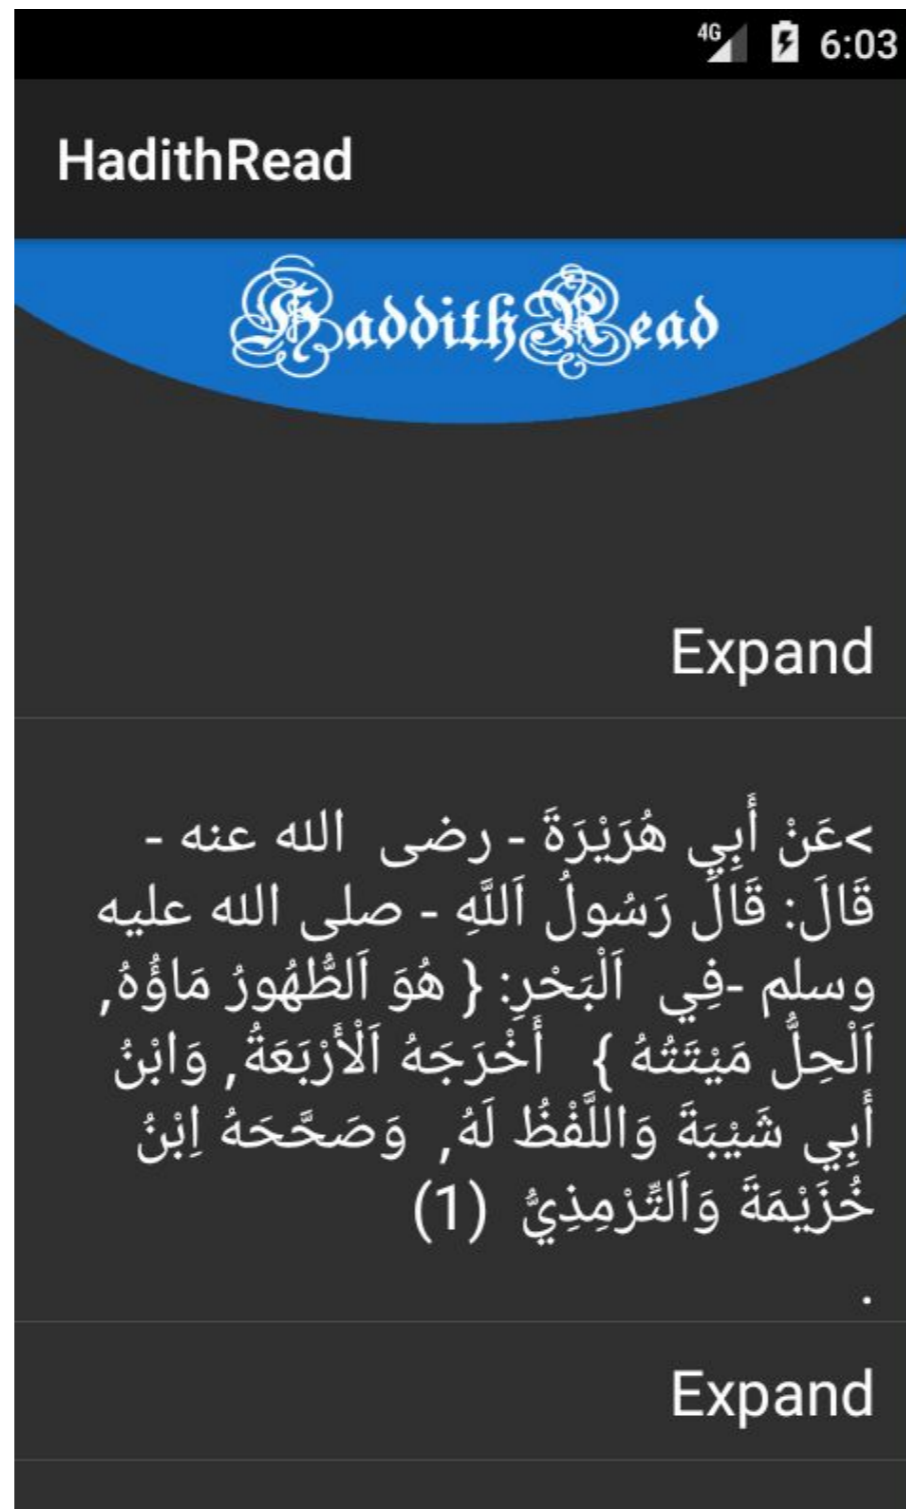 4G 6:03
HadithRead
HaddithRead
Expand
>عَنْ أَبِي هُرَيْرَةَ - رضى الله عنه -
قَالَ: قَالَ رَسُولُ اَللَّهِ - صلى الله عليه
وسلم -فِي اَلْبَحْرِ: { هُوَ اَلطُّهُورُ مَاؤُهُ,
اَلْحِلُّ مَيْتَتُهُ } أَخْرَجَهُ اَلْأَرْبَعَةُ, وَابْنُ
أَبِي شَيْبَةَ وَاللَّفْظُ لَهُ, وَصَحَّحَهُ اِبْنُ
خُزَيْمَةَ وَاَلتِّرْمِذِيُّ (1)
.
Expand